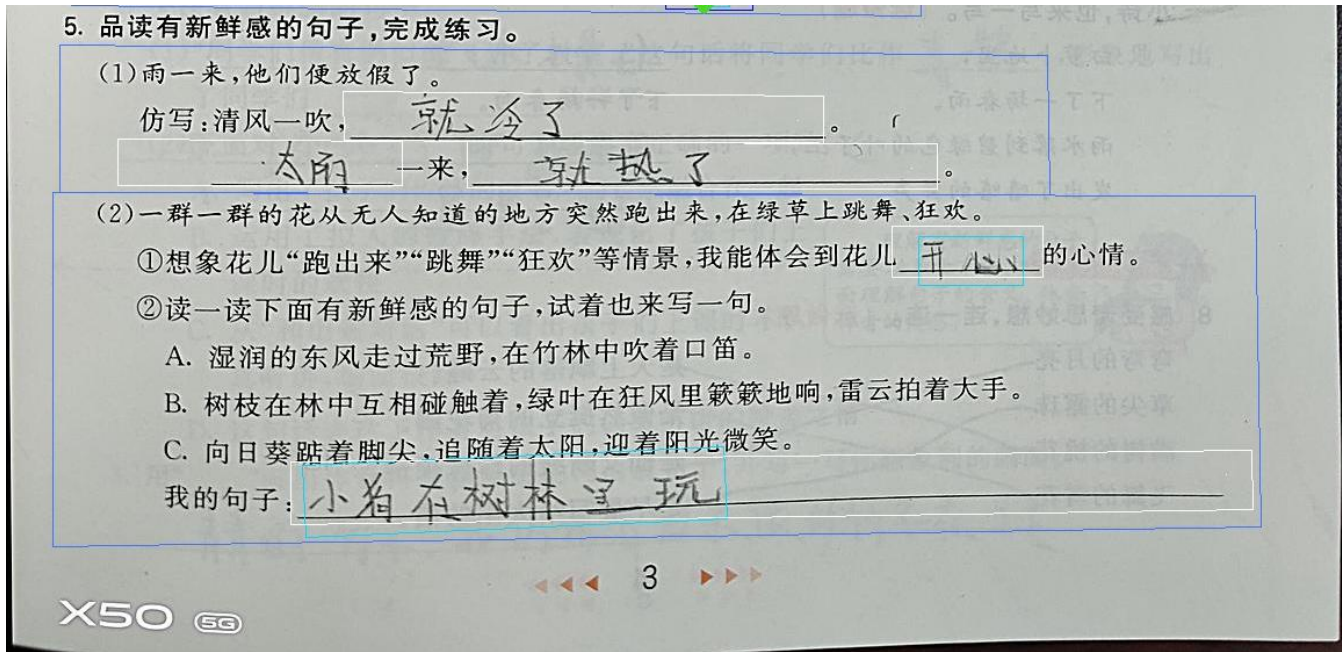 5. 品读有新鲜感的句子,完成练习。
(1)雨一来,他们便放假了。
仿写:清风一吹,就冷了。
太阳一来,就热了。
(2)一群一群的花从无人知道的地方突然跑出来,在绿草上跳舞、狂欢。
①想象花儿“跑出来”“跳舞”“狂欢”等情景,我能体会到花儿开心的心情。
②读一读下面有新鲜感的句子,试着也来写一句。
A. 湿润的东风走过荒野,在竹林中吹着口笛。
B. 树枝在林中互相碰触着,绿叶在狂风里簌簌地响,雷云拍着大手。
C. 向日葵踮着脚尖,追随着太阳,迎着阳光微笑。
我的句子:小 在树林 玩
3
X50 5G